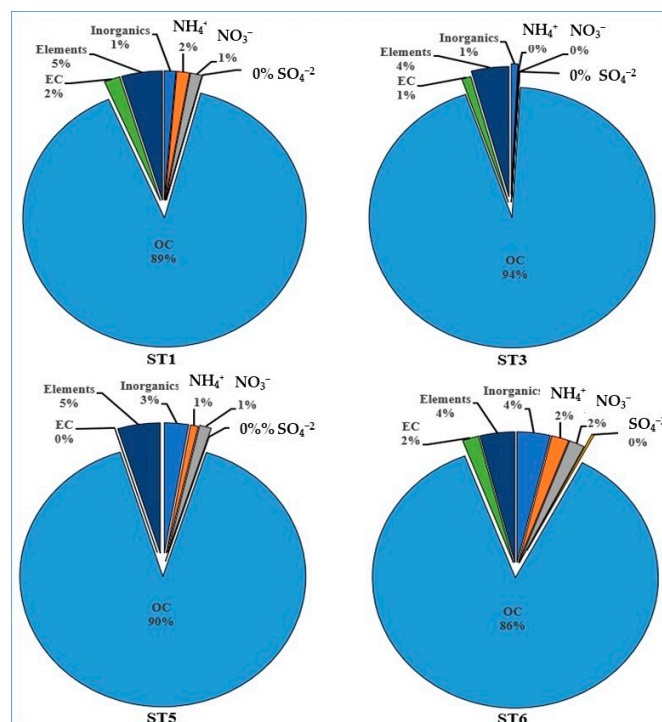 Inorganics
1%
NH₄⁺
2%
NO₃⁻
1%
0% SO₄⁻²
Elements
5%
EC
2%
OC
89%
ST1
Inorganics
1%
NH₄⁺
0%
NO₃⁻
0%
0% SO₄⁻²
Elements
4%
EC
1%
OC
94%
ST3
Inorganics
3%
NH₄⁺
1%
NO₃⁻
1%
0%% SO₄⁻²
Elements
5%
EC
0%
OC
90%
ST5
Inorganics
4%
NH₄⁺
2%
NO₃⁻
2%
SO₄⁻²
0%
Elements
4%
EC
2%
OC
86%
ST6